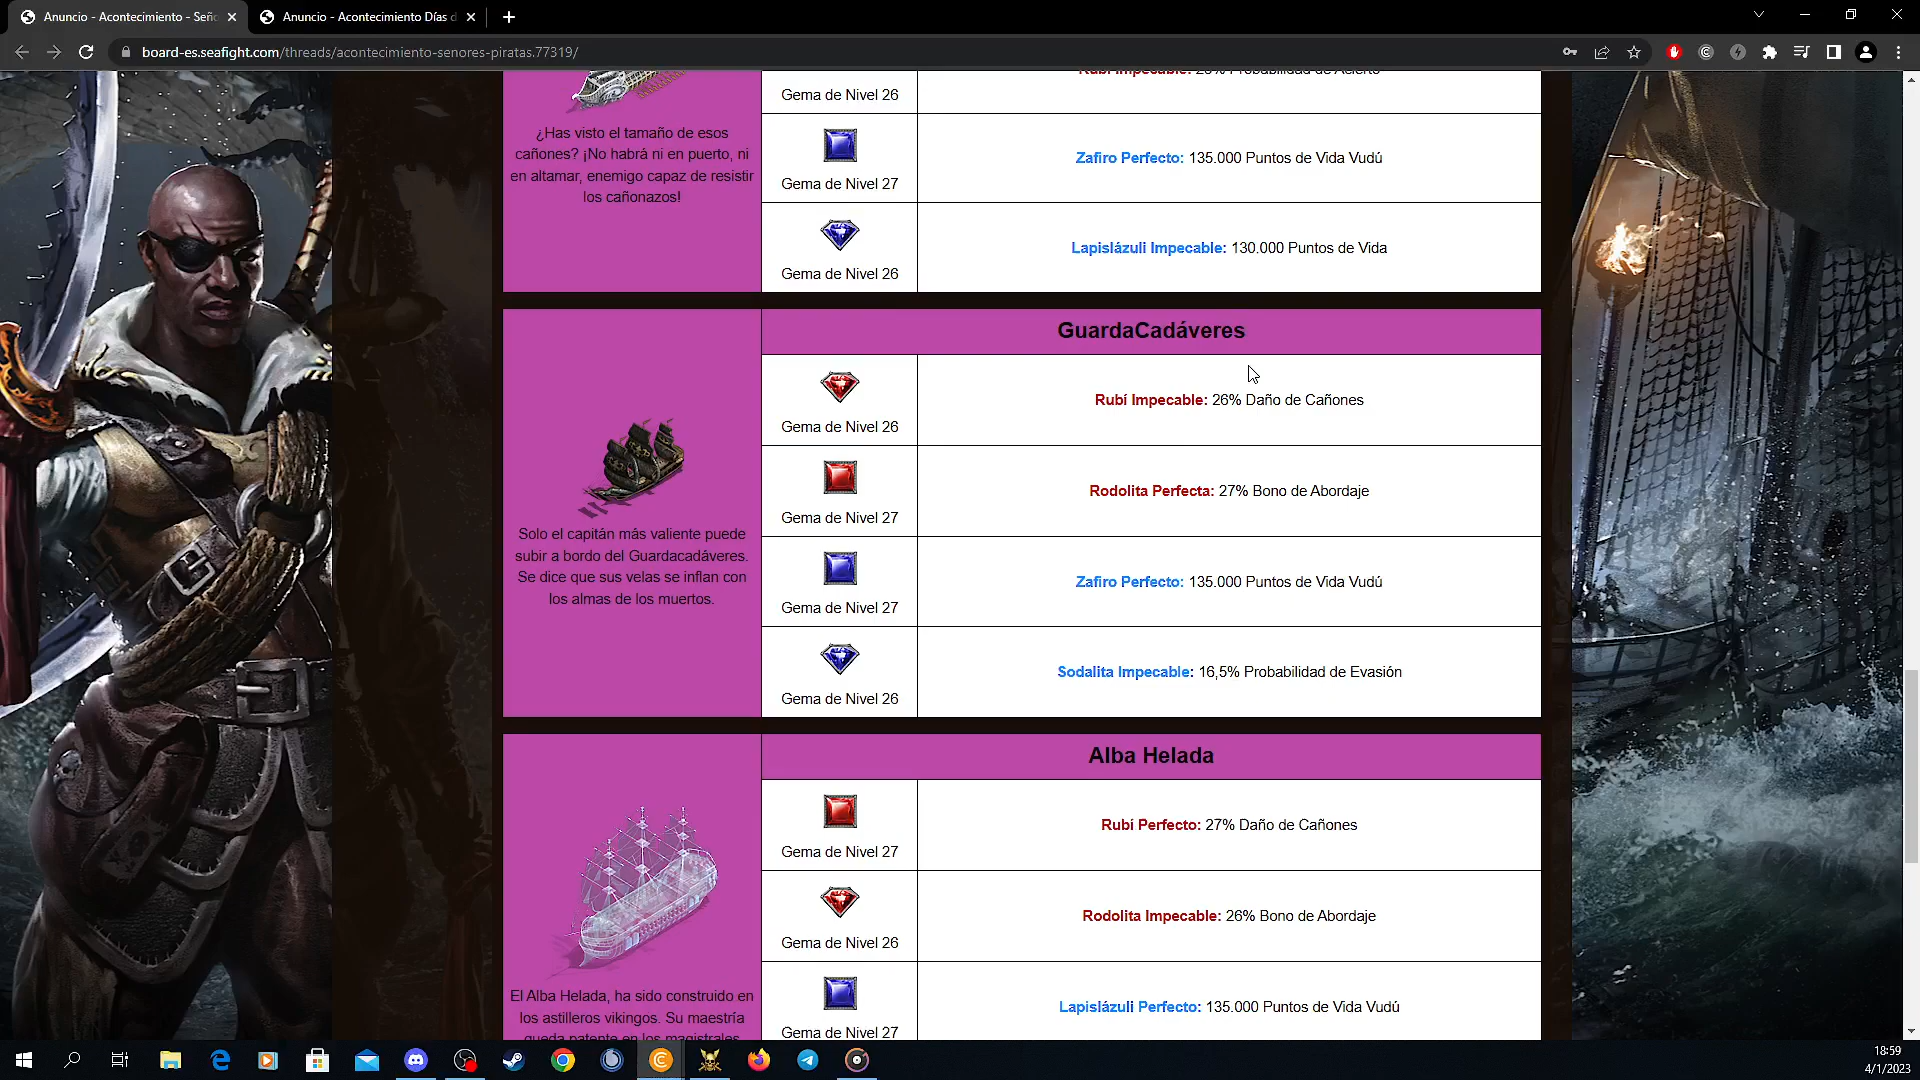 Anuncio - Acontecimiento - Seño
Anuncio - Acontecimiento Días d
board-es.seafight.com/threads/acontecimiento-senores-piratas.77319/
Gema de Nivel 26
¿Has visto el tamaño de esos
cañones? ¡No habrá ni en puerto, ni
en altamar, enemigo capaz de resistir
los cañonazos!
Gema de Nivel 27
Zafiro Perfecto: 135.000 Puntos de Vida Vudú
Gema de Nivel 26
Lapislázuli Impecable: 130.000 Puntos de Vida
GuardaCadáveres
Solo el capitán más valiente puede
subir a bordo del Guardacadáveres.
Se dice que sus velas se inflan con
los almas de los muertos.
Gema de Nivel 26
Rubí Impecable: 26% Daño de Cañones
Gema de Nivel 27
Rodolita Perfecta: 27% Bono de Abordaje
Gema de Nivel 27
Zafiro Perfecto: 135.000 Puntos de Vida Vudú
Gema de Nivel 26
Sodalita Impecable: 16,5% Probabilidad de Evasión
Alba Helada
El Alba Helada, ha sido construido en
los astilleros vikingos. Su maestría
queda patente en los magistrales
Gema de Nivel 27
Rubí Perfecto: 27% Daño de Cañones
Gema de Nivel 26
Rodolita Impecable: 26% Bono de Abordaje
Gema de Nivel 27
Lapislázuli Perfecto: 135.000 Puntos de Vida Vudú
18:59
4/1/2023